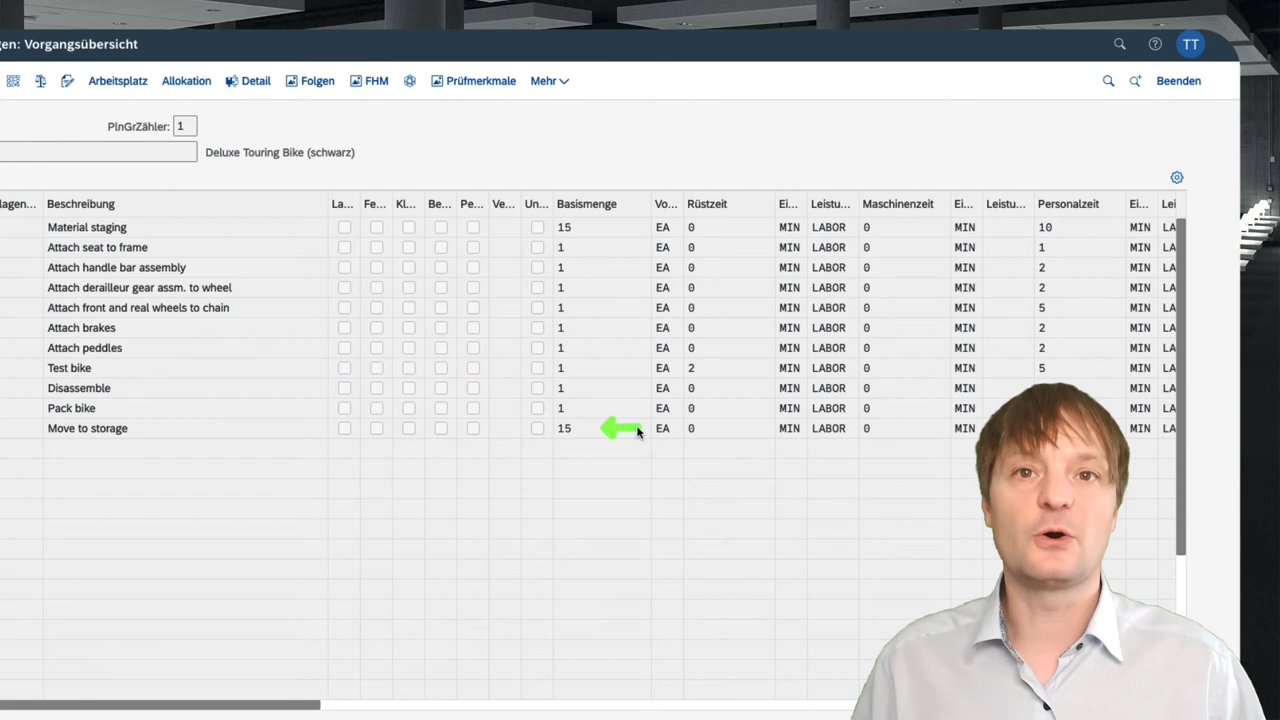 en: Vorgangsübersicht TT
Arbeitsplatz Allokation Detail Folgen FHM Prüfmerkmale Mehr Beenden
PlnGrZähler: 1
Deluxe Touring Bike (schwarz)
lagen... Beschreibung La... Fe... Kl... Be... Pe... Ve... Un... Basismenge Vo... Rüstzeit Ei... Leistu... Maschinenzeit Ei... Leistu... Personalzeit Ei... Lei
Material staging 15 EA 0 MIN LABOR 0 MIN 10 MIN LA
Attach seat to frame 1 EA 0 MIN LABOR 0 MIN 1 MIN LA
Attach handle bar assembly 1 EA 0 MIN LABOR 0 MIN 2 MIN LA
Attach derailleur gear assm. to wheel 1 EA 0 MIN LABOR 0 MIN 2 MIN LA
Attach front and real wheels to chain 1 EA 0 MIN LABOR 0 MIN 5 MIN LA
Attach brakes 1 EA 0 MIN LABOR 0 MIN 2 MIN LA
Attach peddles 1 EA 0 MIN LABOR 0 MIN 2 MIN LA
Test bike 1 EA 2 MIN LABOR 0 MIN 5 MIN LA
Disassemble 1 EA 0 MIN LABOR 0 MIN MIN LA
Pack bike 1 EA 0 MIN LABOR 0 MIN MIN LA
Move to storage 15 EA 0 MIN LABOR 0 MIN MIN LA